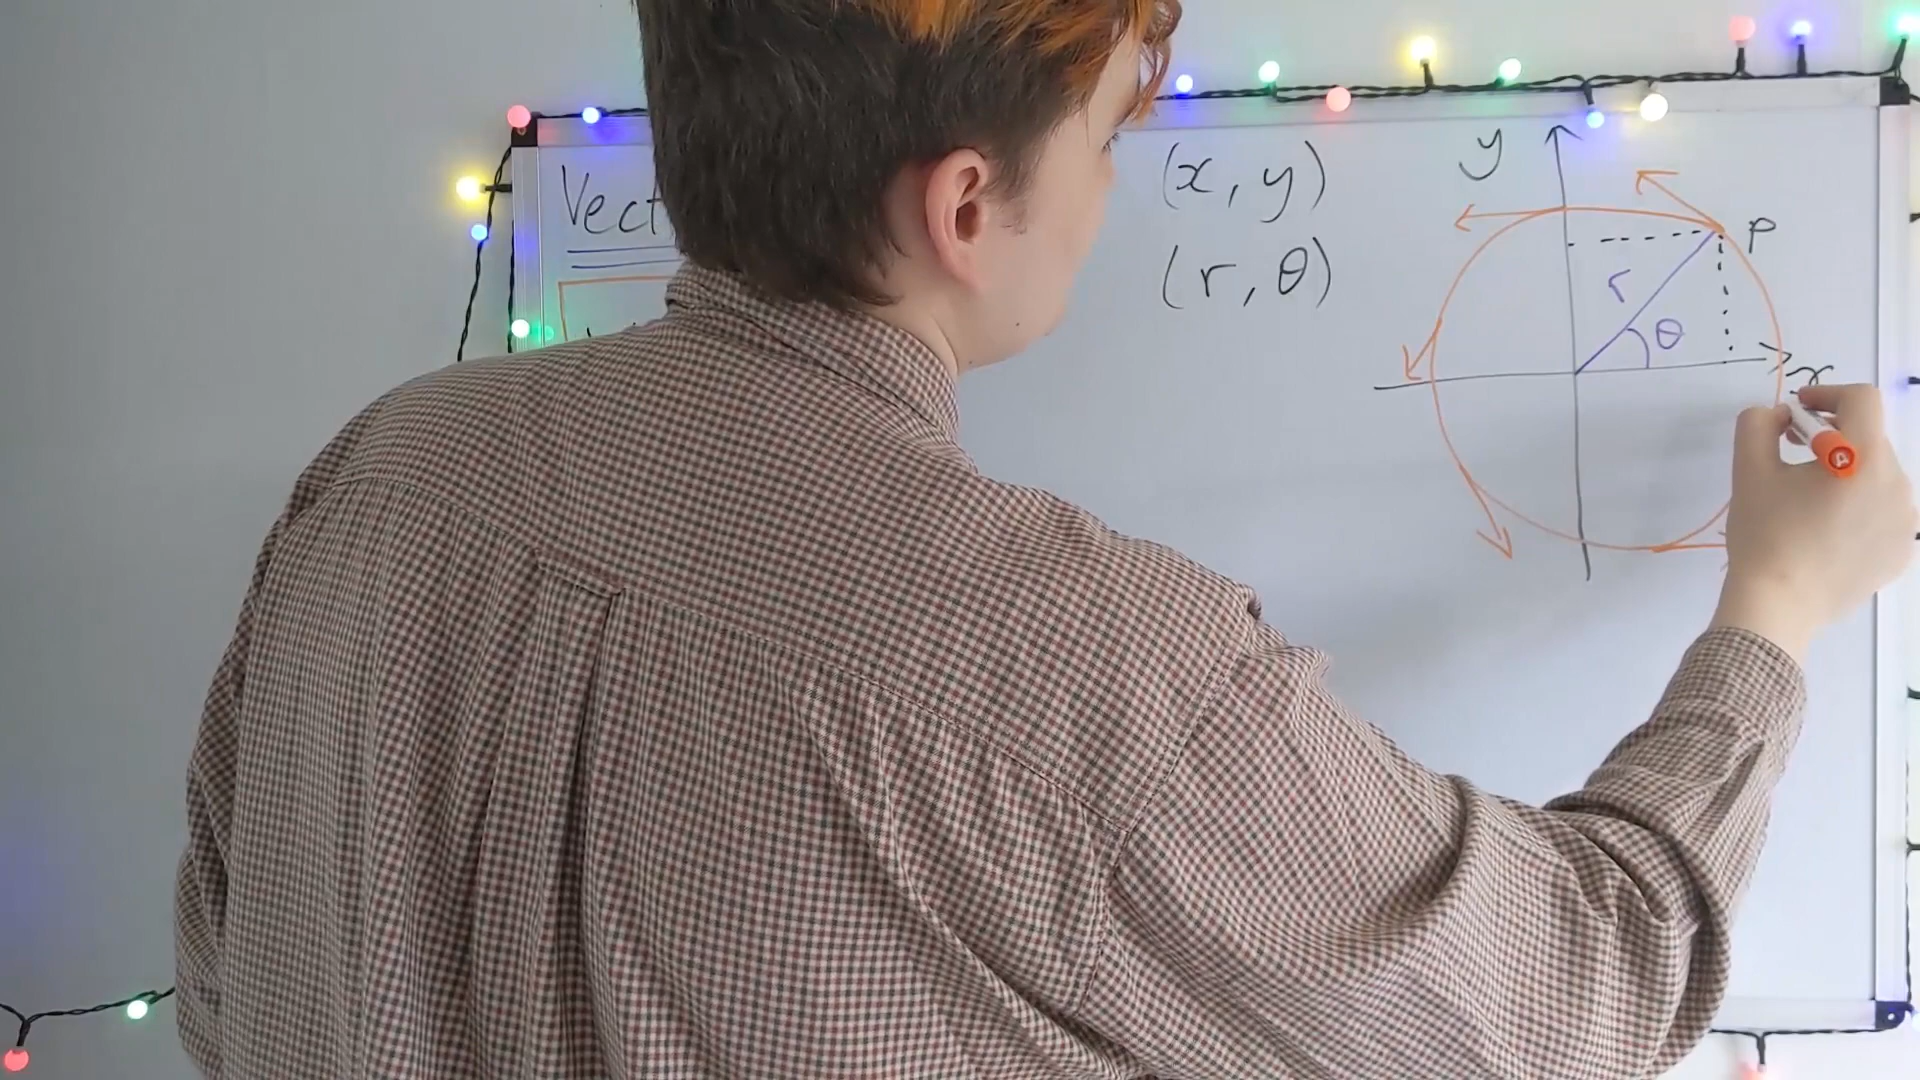 Vect
(x, y)
(r, θ)
y
P
r
θ
x